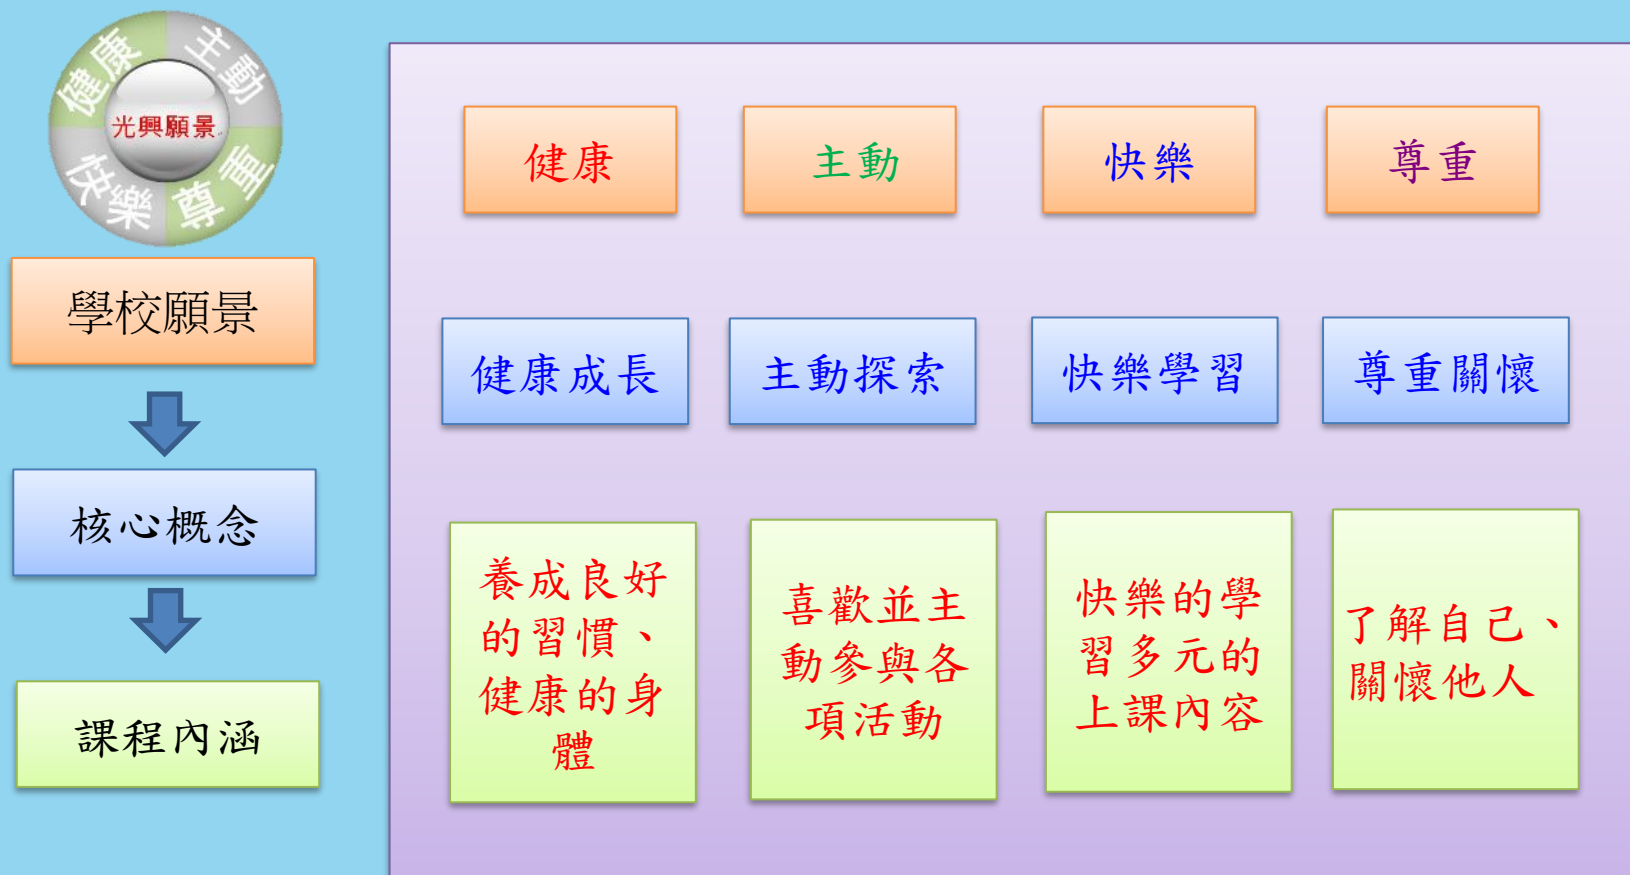 健康
主動
光興願景
快樂
尊重
學校願景
核心概念
課程內涵
健康
主動
快樂
尊重
健康成長
主動探索
快樂學習
尊重關懷
養成良好
的習慣、
健康的身
體
喜歡並主
動參與各
項活動
快樂的學
習多元的
上課內容
了解自己、
關懷他人